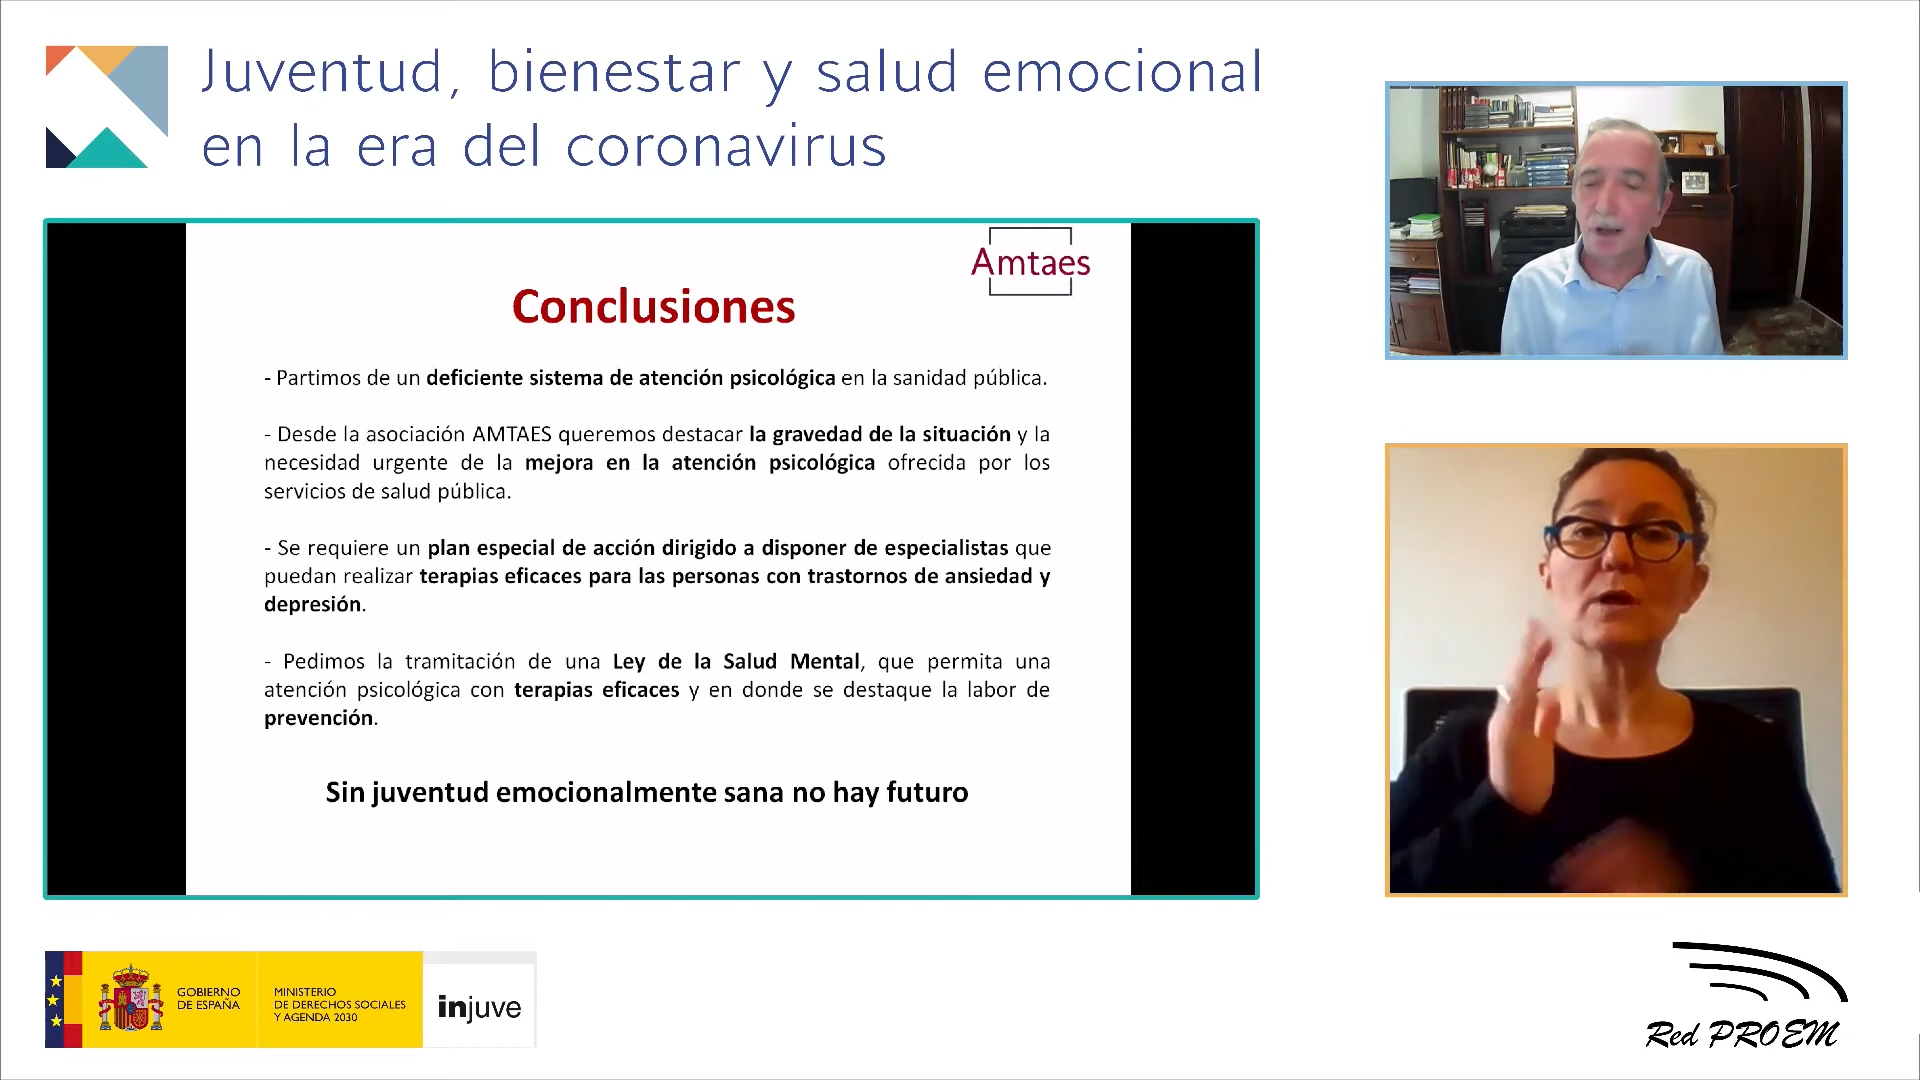 Juventud, bienestar y salud emocional
en la era del coronavirus
Amtaes
Conclusiones
- Partimos de un deficiente sistema de atención psicológica en la sanidad pública.
- Desde la asociación AMTAES queremos destacar la gravedad de la situación y la
necesidad urgente de la mejora en la atención psicológica ofrecida por los
servicios de salud pública.
- Se requiere un plan especial de acción dirigido a disponer de especialistas que
puedan realizar terapias eficaces para las personas con trastornos de ansiedad y
depresión.
- Pedimos la tramitación de una Ley de la Salud Mental, que permita una
atención psicológica con terapias eficaces y en donde se destaque la labor de
prevención.
Sin juventud emocionalmente sana no hay futuro
GOBIERNO
DE ESPAÑA
MINISTERIO
DE DERECHOS SOCIALES
Y AGENDA 2030
injuve
Red PROEM